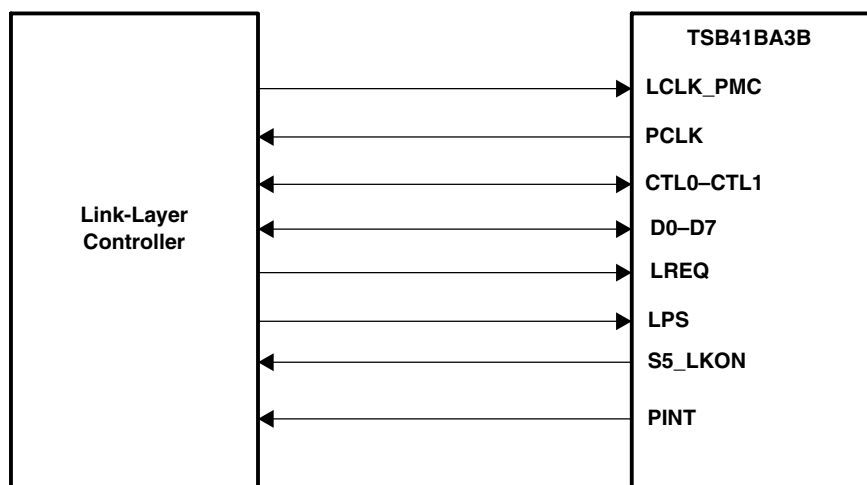 TSB41BA3B
LCLK_PMC
PCLK
CTL0–CTL1
Link-Layer
Controller
D0–D7
LREQ
LPS
S5_LKON
PINT